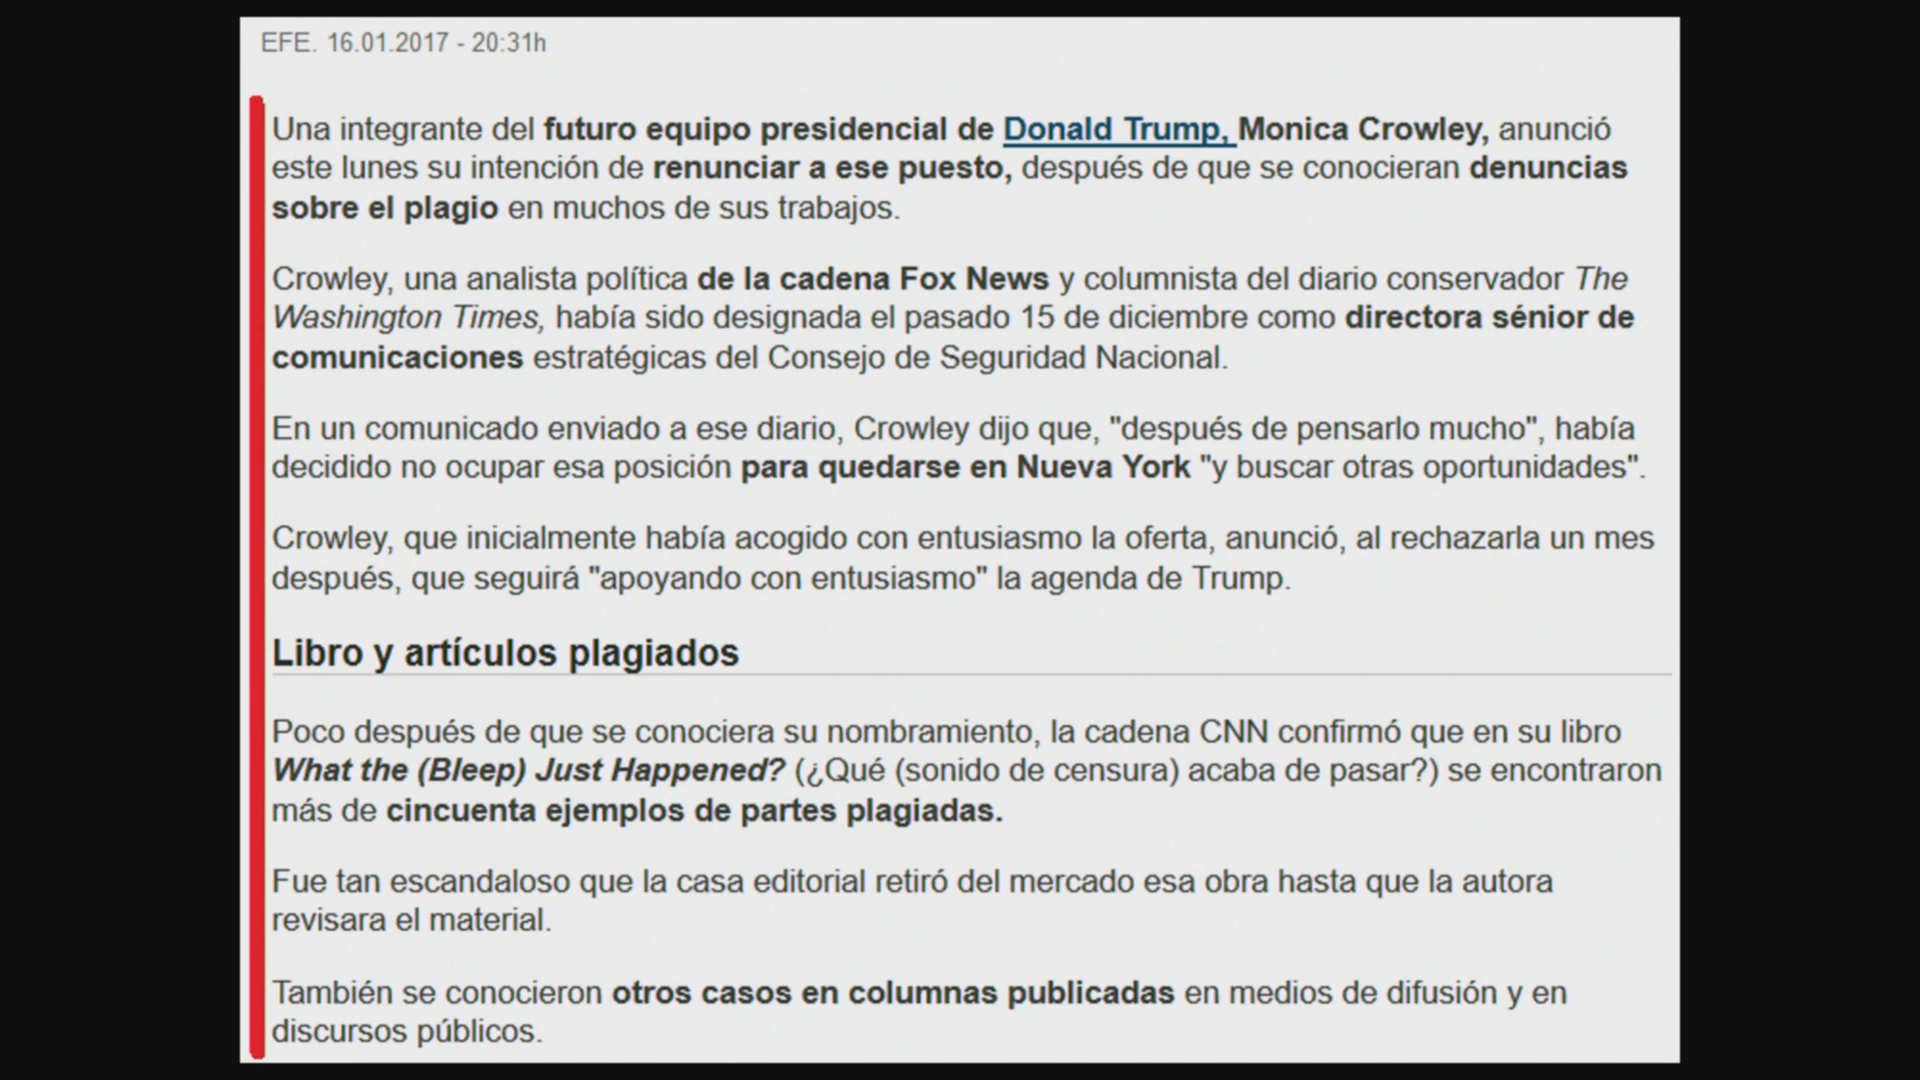 EFE. 16.01.2017 - 20:31h
Una integrante del futuro equipo presidencial de Donald Trump, Monica Crowley, anunció
este lunes su intención de renunciar a ese puesto, después de que se conocieran denuncias
sobre el plagio en muchos de sus trabajos.
Crowley, una analista política de la cadena Fox News y columnista del diario conservador The
Washington Times, había sido designada el pasado 15 de diciembre como directora sénior de
comunicaciones estratégicas del Consejo de Seguridad Nacional.
En un comunicado enviado a ese diario, Crowley dijo que, "después de pensarlo mucho", había
decidido no ocupar esa posición para quedarse en Nueva York "y buscar otras oportunidades".
Crowley, que inicialmente había acogido con entusiasmo la oferta, anunció, al rechazarla un mes
después, que seguirá "apoyando con entusiasmo" la agenda de Trump.
Libro y artículos plagiados
Poco después de que se conociera su nombramiento, la cadena CNN confirmó que en su libro
What the (Bleep) Just Happened? (¿Qué (sonido de censura) acaba de pasar?) se encontraron
más de cincuenta ejemplos de partes plagiadas.
Fue tan escandaloso que la casa editorial retiró del mercado esa obra hasta que la autora
revisara el material.
También se conocieron otros casos en columnas publicadas en medios de difusión y en
discursos públicos.